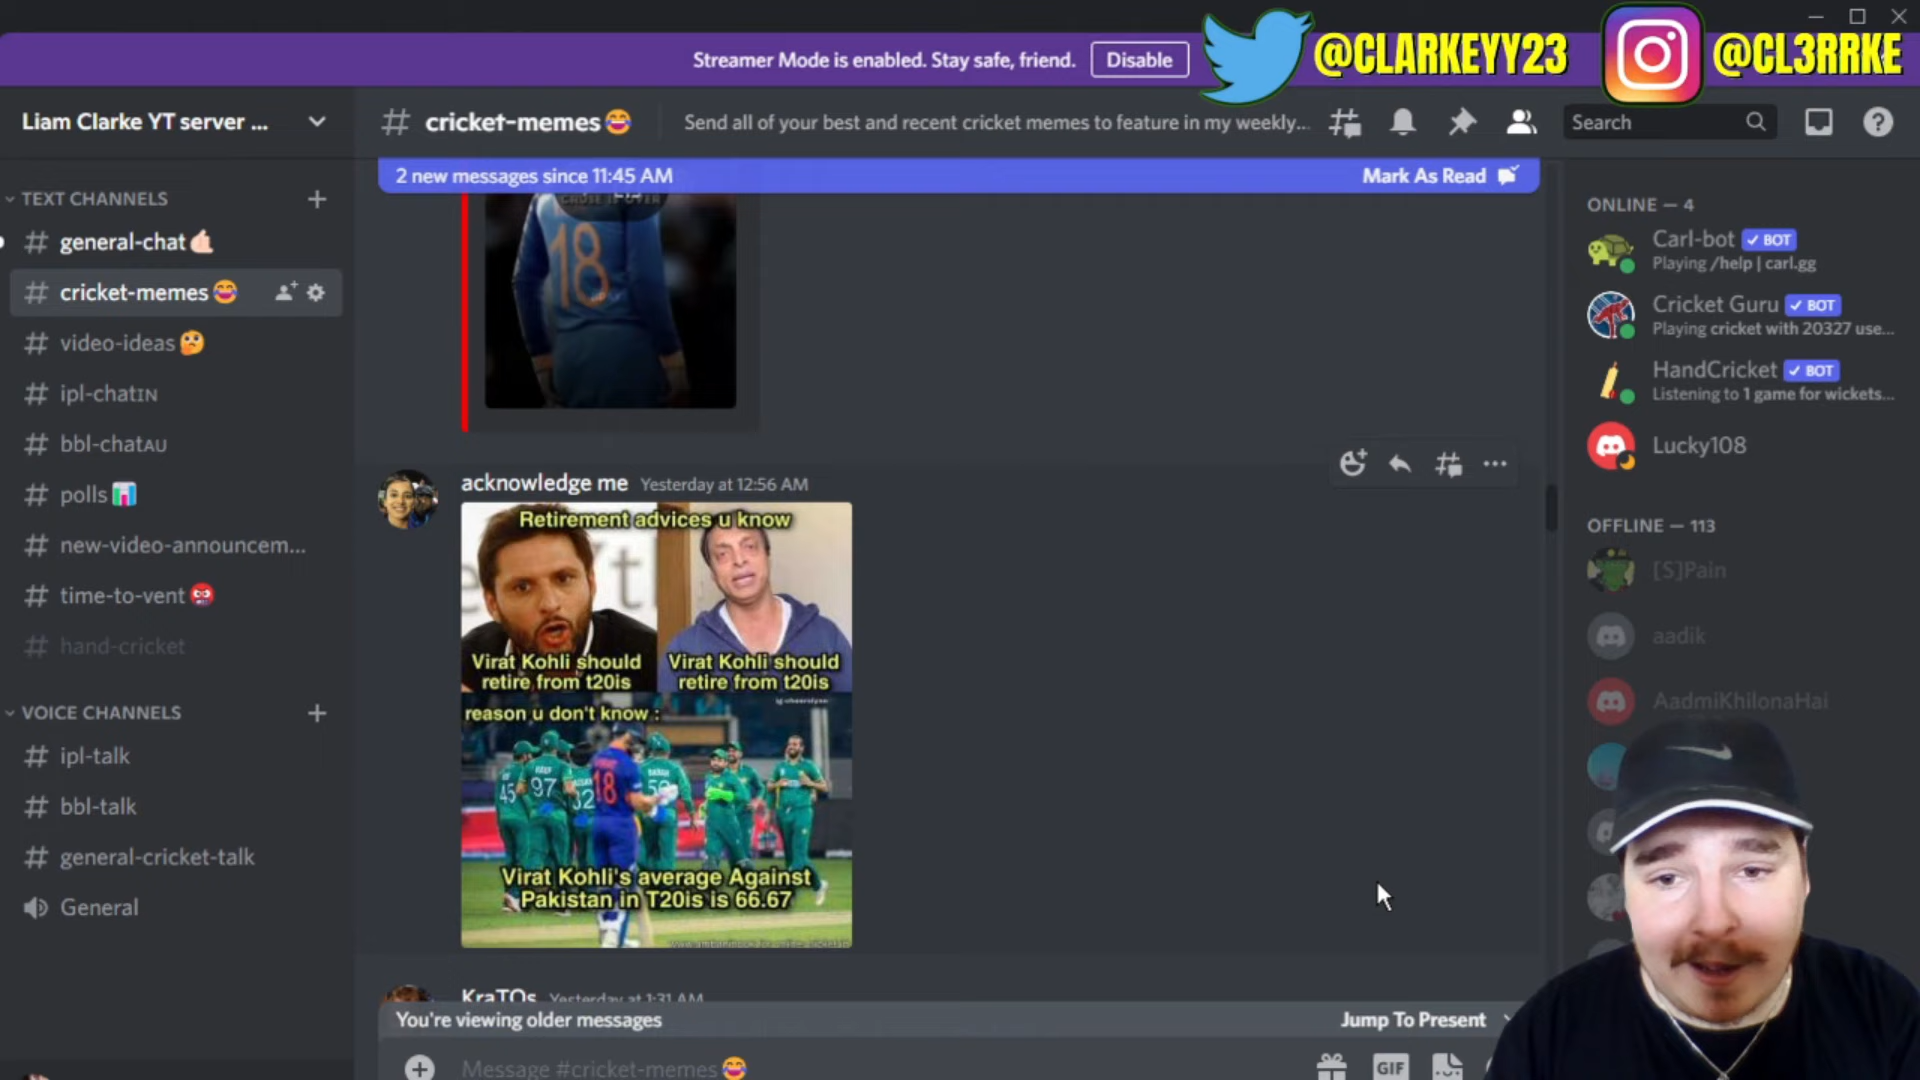 @CLARKEYY23
@CL3RRKE
Streamer Mode is enabled. Stay safe, friend.
Disable
Liam Clarke YT server ...
# cricket-memes😂
Send all of your best and recent cricket memes to feature in my weekly...
Search
2 new messages since 11:45 AM
Mark As Read
TEXT CHANNELS
# general-chat🤙🏻
# cricket-memes😂
# video-ideas🤔
# ipl-chatIN
# bbl-chatAU
# polls📊
# new-video-announcem...
# time-to-vent🤬
# hand-cricket
VOICE CHANNELS
# ipl-talk
# bbl-talk
# general-cricket-talk
General
CAUSE IS OVER
18
acknowledge me Yesterday at 12:56 AM
Retirement advices u know
Virat Kohli should
retire from t20is
Virat Kohli should
retire from t20is
reason u don't know :
45
97
32
18
Virat Kohli's average Against
Pakistan in T20is is 66.67
KraTOs Yesterday at 1:31 AM
You're viewing older messages
Jump To Present
Message #cricket-memes😂
GIF
ONLINE — 4
Carl-bot ✓ BOT
Playing /help | carl.gg
Cricket Guru ✓ BOT
Playing cricket with 20327 use...
HandCricket ✓ BOT
Listening to 1 game for wickets...
Lucky108
OFFLINE — 113
[S]Pain
aadik
AadmiKhilonaHai